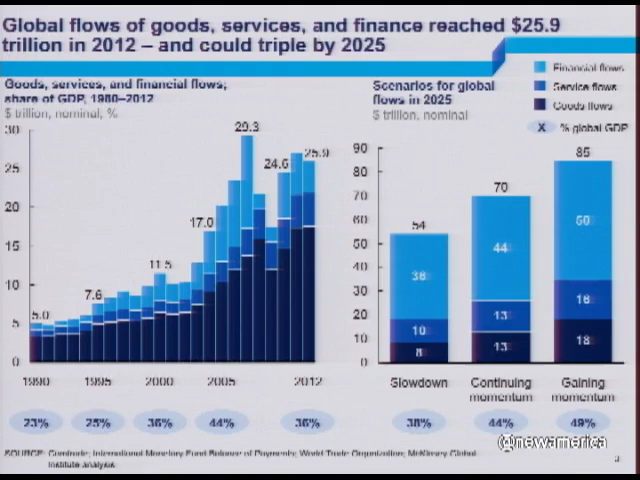 Global flows of goods, services, and finance reached $25.9
trillion in 2012 – and could triple by 2025
Goods, services, and financial flows;
share of GDP, 1980–2012
$ trillion, nominal, %
Scenarios for global
flows in 2025
$ trillion, nominal
Financial flows
Service flows
Goods flows
X % global GDP
30
25
20
15
10
5
0
5.0
7.6
11.5
17.0
29.3
24.6
25.9
1990
1995
2000
2005
2012
23%
25%
36%
44%
36%
90
80
70
60
50
40
30
20
10
0
54
70
85
36
44
50
10
13
16
8
13
18
Slowdown
Continuing
momentum
Gaining
momentum
38%
44%
49%
@newamerica
SOURCE: Comtrade; International Monetary Fund Balance of Payments; World Trade Organization; McKinsey Global
Institute analysis